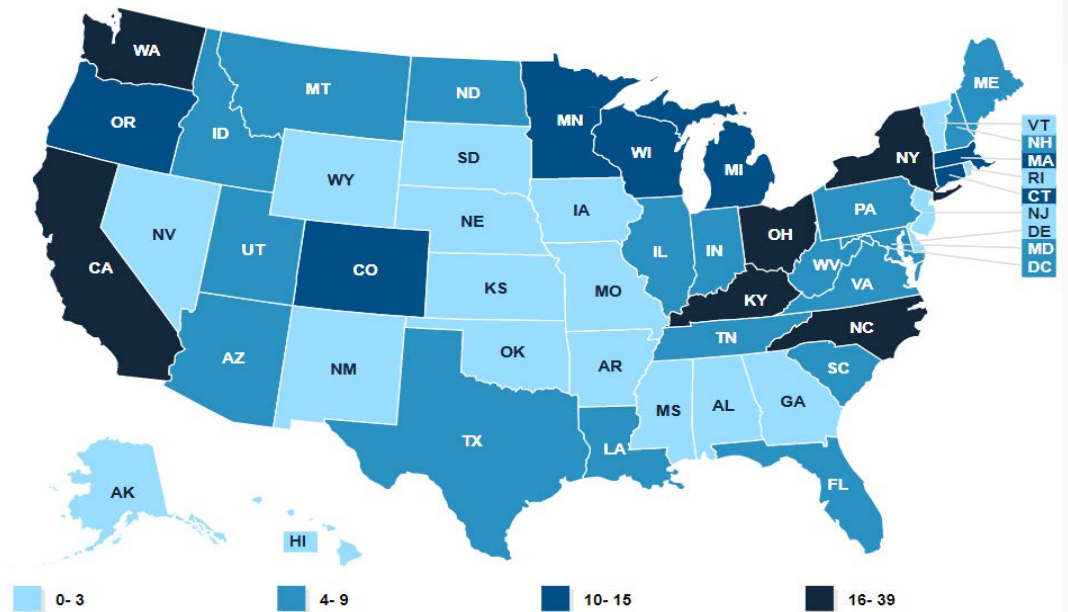 WA
MT
ND
ME
OR
ID
MN
VT
NH
SD
WI
NY
MA
WY
MI
RI
CT
IA
PA
NJ
NE
DE
NV
OH
UT
IL
IN
MD
CA
CO
WV
DC
VA
KS
MO
KY
NC
TN
AZ
NM
OK
AR
SC
MS
AL
GA
TX
LA
FL
AK
HI
0- 3
4- 9
10- 15
16- 39